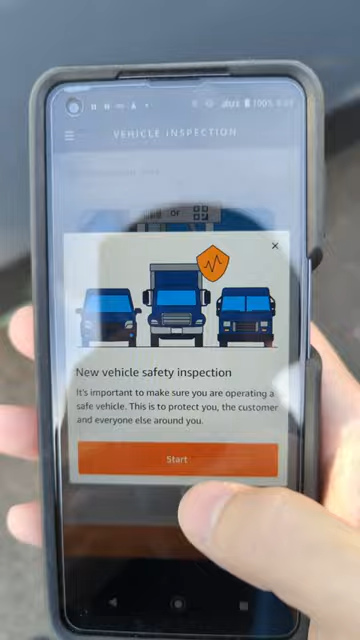 100%
VEHICLE INSPECTION
New vehicle safety inspection
It's important to make sure you are operating a
safe vehicle. This is to protect you, the customer
and everyone else around you.
Start